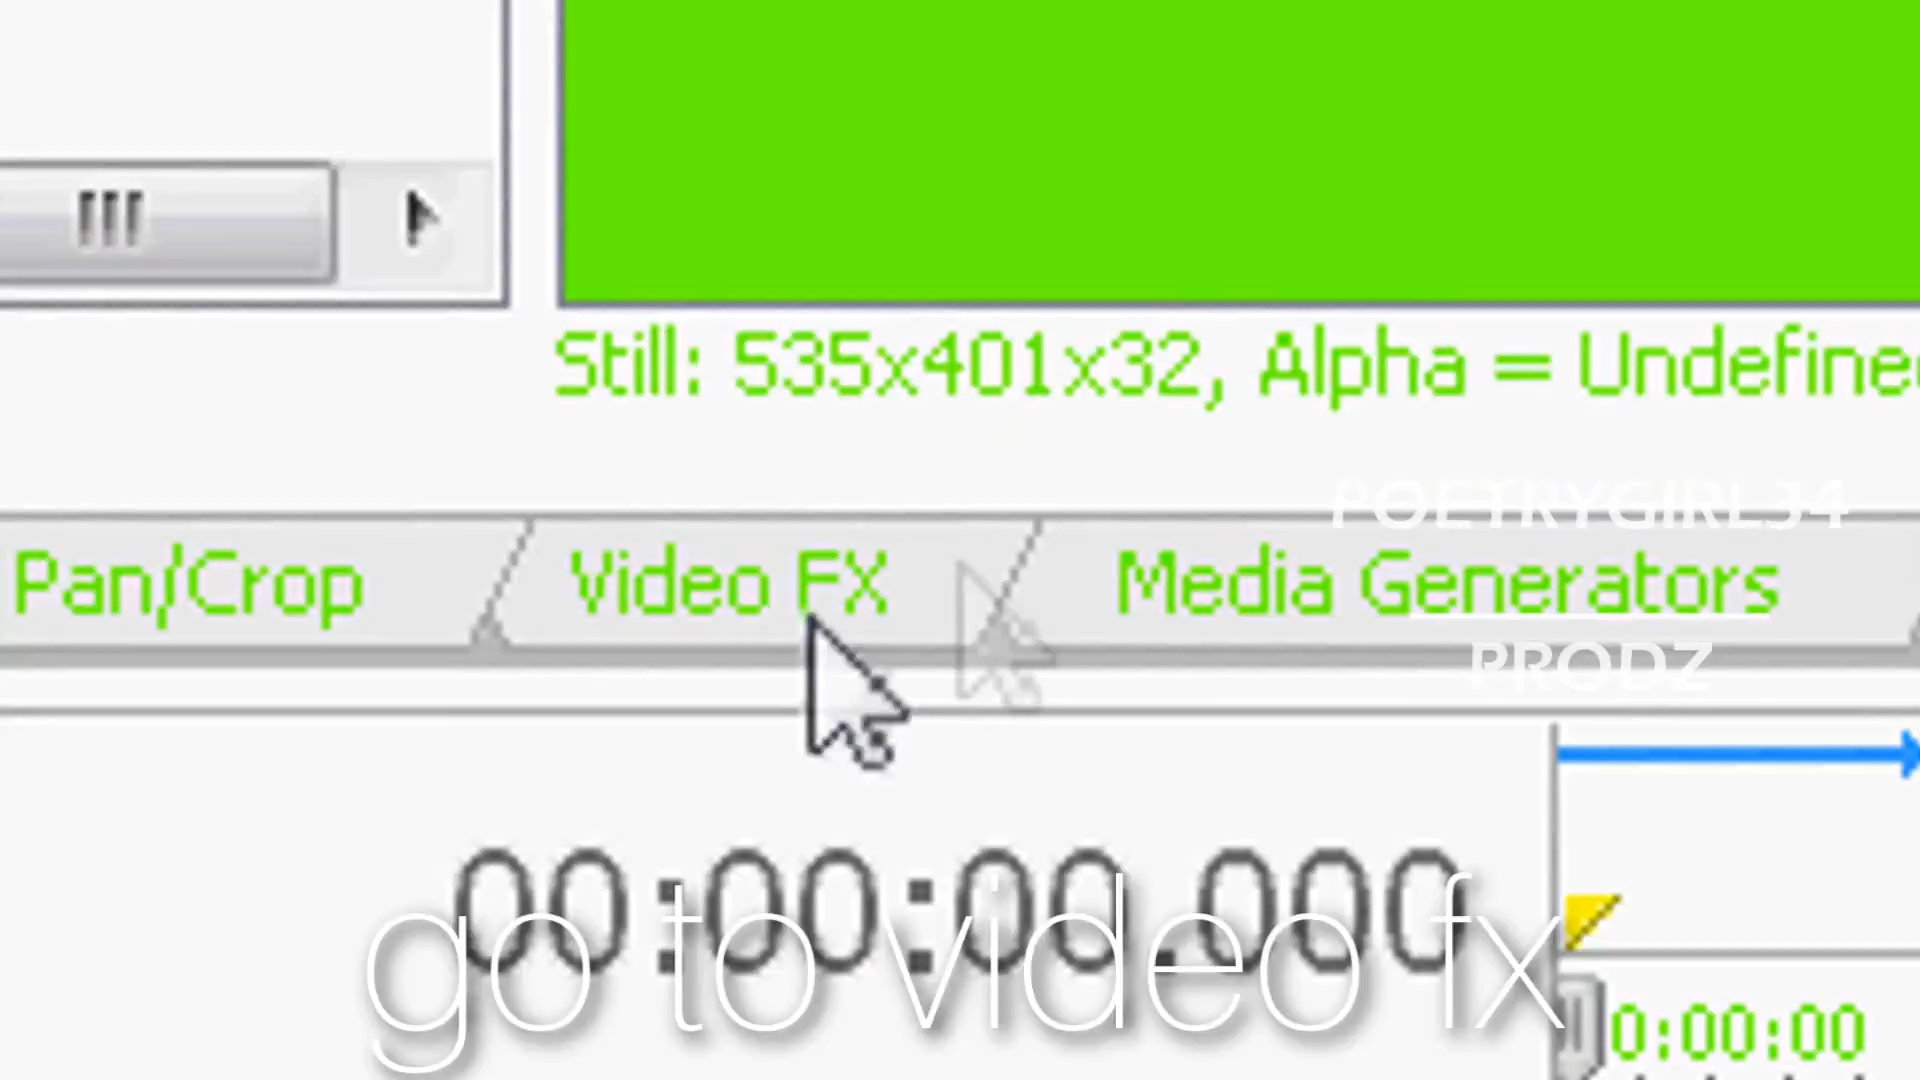 Still: 535x401x32, Alpha = Undefined
POETRYGIRL34
Pan/Crop Video FX Media Generators
PRODZ
00:00:00.000
go to video fx
0:00:00